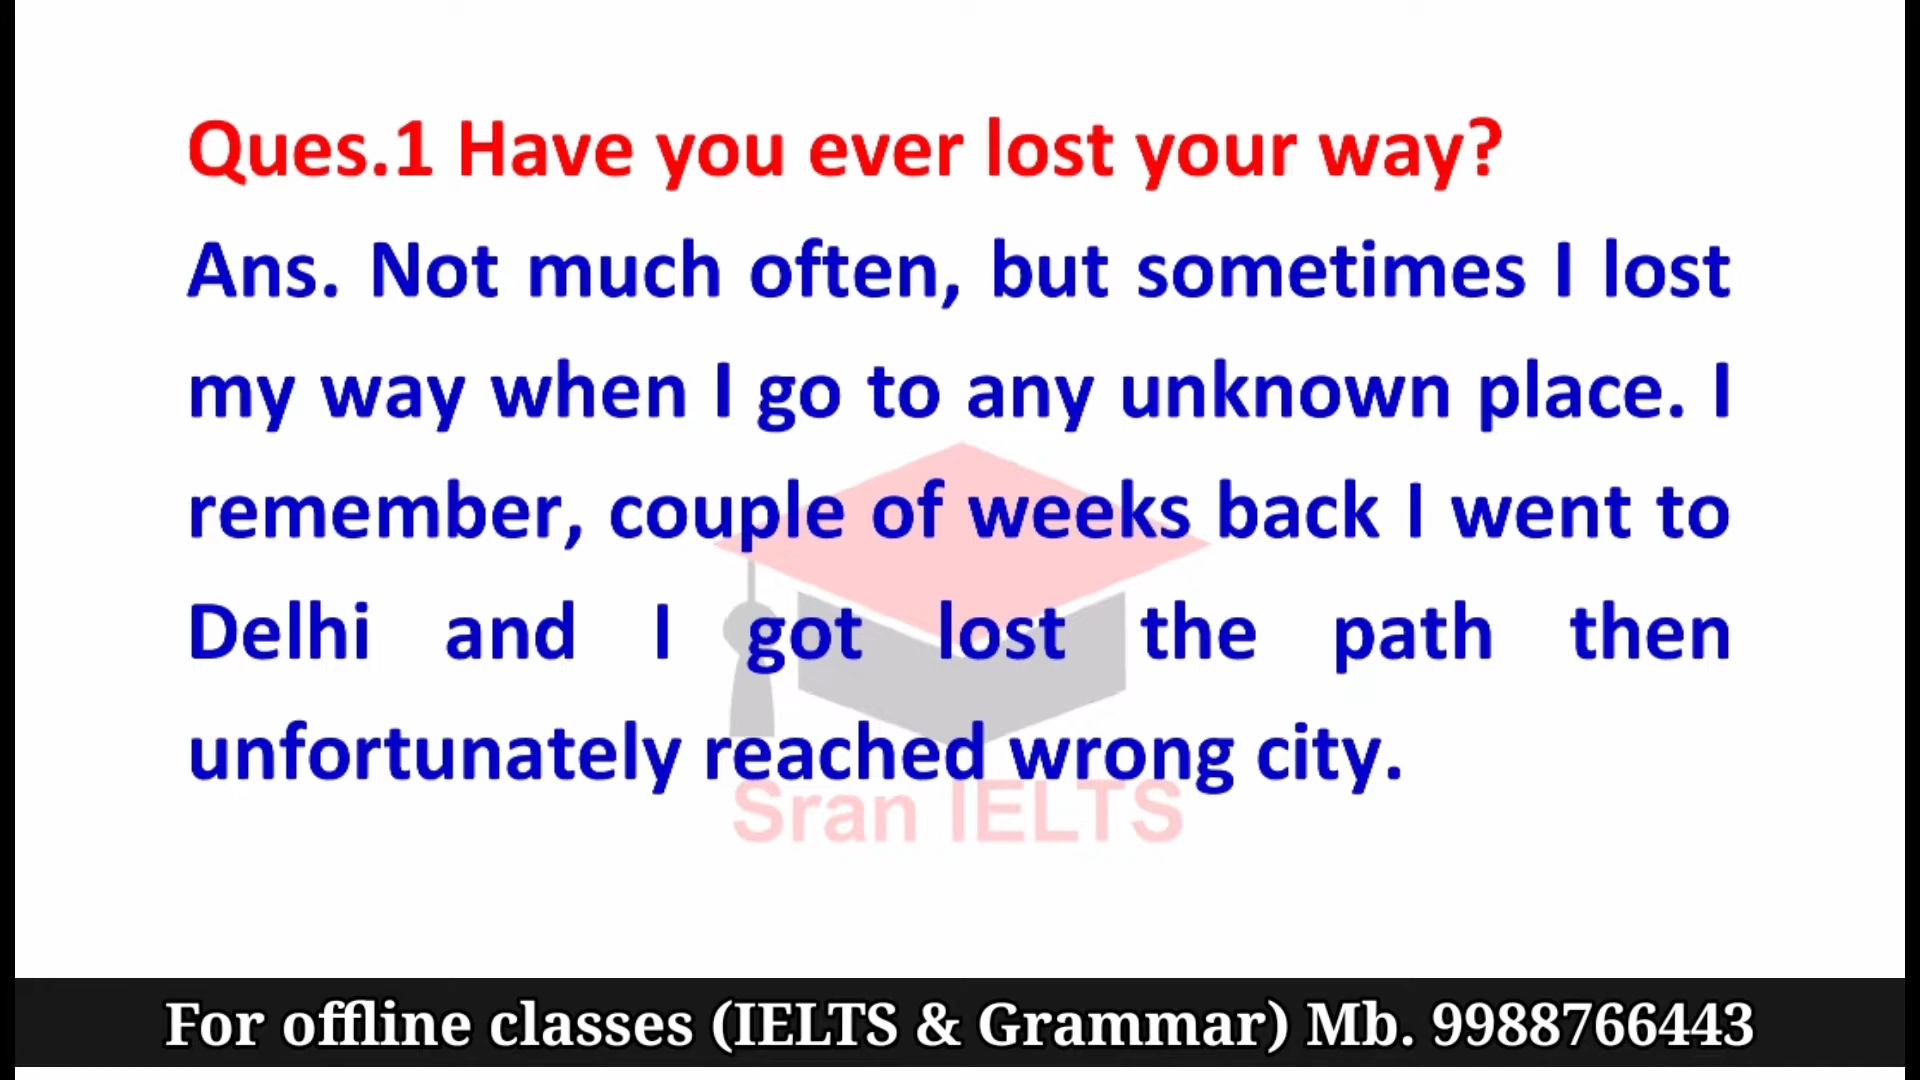 Ques.1 Have you ever lost your way?
Ans. Not much often, but sometimes I lost
my way when I go to any unknown place. I
remember, couple of weeks back I went to
Delhi and I got lost the path then
unfortunately reached wrong city.
Sran IELTS
For offline classes (IELTS & Grammar) Mb. 9988766443